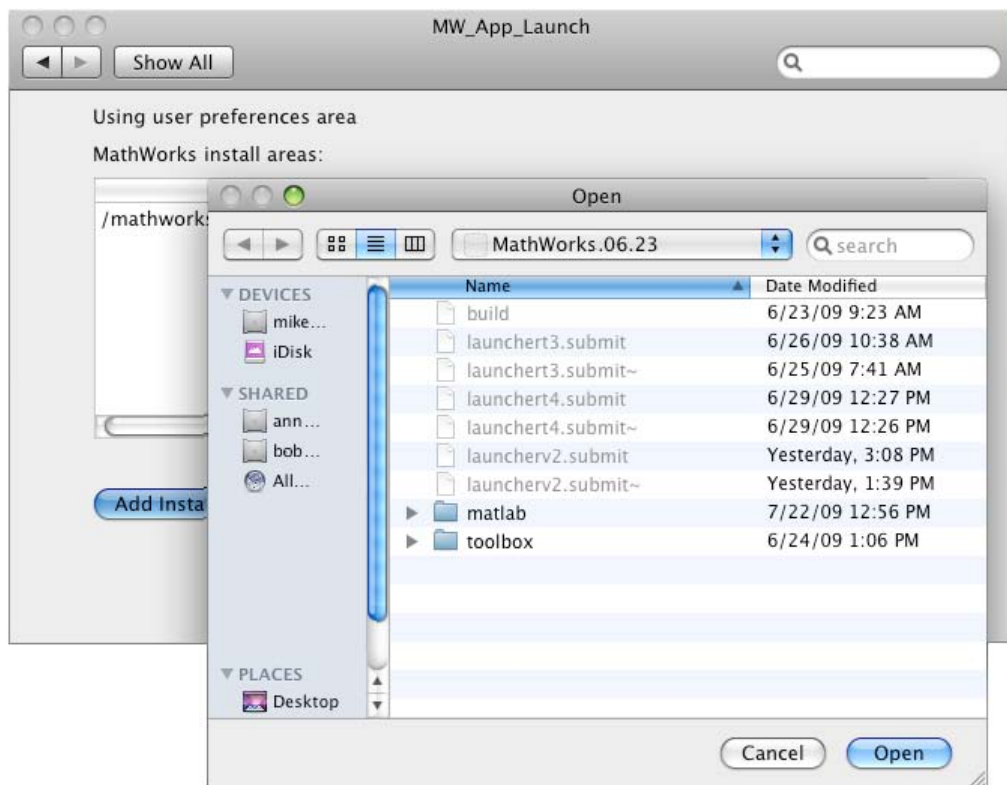 MW_App_Launch
Show All
Using user preferences area
MathWorks install areas:
/mathworks
Add Insta
Open
MathWorks.06.23
search
DEVICES
mike...
iDisk
SHARED
ann...
bob...
All...
PLACES
Desktop
Name Date Modified
build 6/23/09 9:23 AM
launchert3.submit 6/26/09 10:38 AM
launchert3.submit~ 6/25/09 7:41 AM
launchert4.submit 6/29/09 12:27 PM
launchert4.submit~ 6/29/09 12:26 PM
launcherv2.submit Yesterday, 3:08 PM
launcherv2.submit~ Yesterday, 1:39 PM
matlab 7/22/09 12:56 PM
toolbox 6/24/09 1:06 PM
Cancel Open